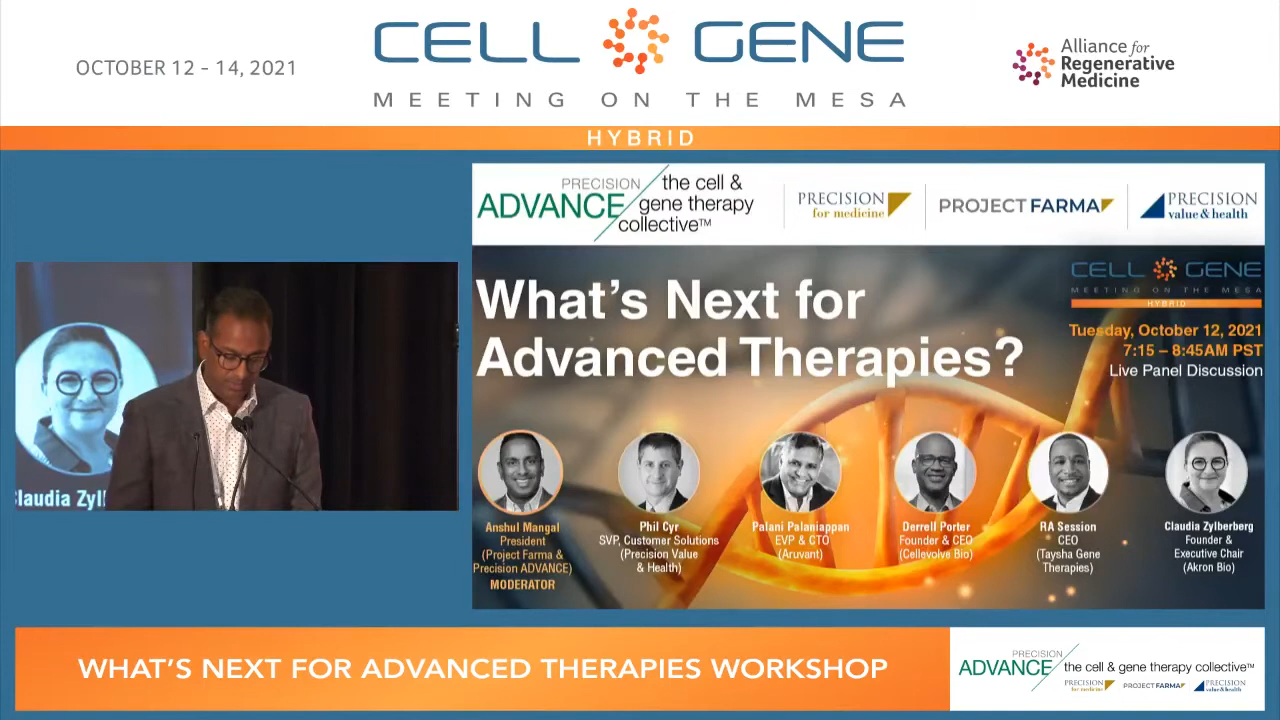 OCTOBER 12 - 14, 2021
CELL GENE
MEETING ON THE MESA
Alliance for
Regenerative
Medicine
HYBRID
PRECISION
ADVANCE
the cell &
gene therapy
collective™
PRECISION
for medicine
PROJECT FARMA
PRECISION
value & health
What's Next for
Advanced Therapies?
CELL GENE
MEETING ON THE MESA
HYBRID
Tuesday, October 12, 2021
7:15 – 8:45AM PST
Live Panel Discussion
Anshul Mangal
President
(Project Farma &
Precision ADVANCE)
MODERATOR
Phil Cyr
SVP, Customer Solutions
(Precision Value
& Health)
Palani Palaniappan
EVP & CTO
(Aruvant)
Derrell Porter
Founder & CEO
(Cellevolve Bio)
RA Session
CEO
(Taysha Gene
Therapies)
Claudia Zylberberg
Founder &
Executive Chair
(Akron Bio)
Claudia Zylb
WHAT'S NEXT FOR ADVANCED THERAPIES WORKSHOP
PRECISION
ADVANCE
the cell & gene therapy collective™
PRECISION
for medicine
PROJECT FARMA
PRECISION
value & health